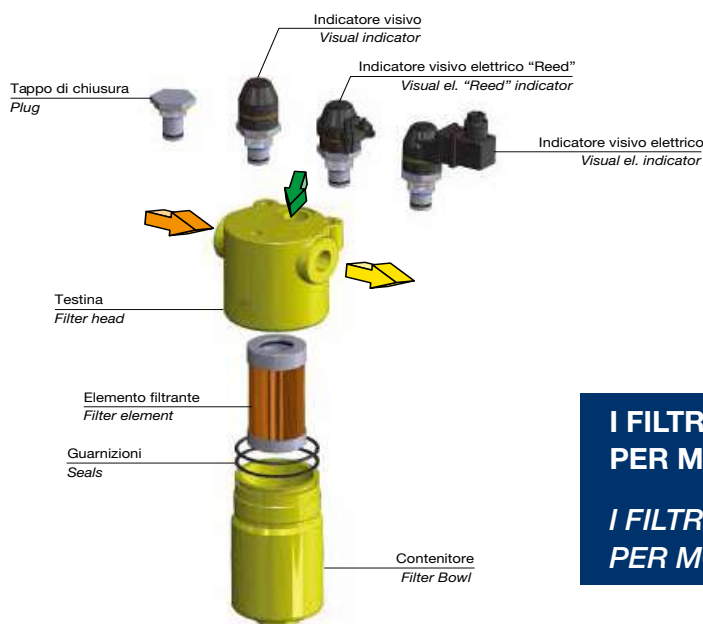 Indicatore visivo
Visual indicator
Indicatore visivo elettrico “Reed”
Visual el. “Reed” indicator
Tappo di chiusura
Plug
Indicatore visivo elettrico
Visual el. indicator
Testina
Filter head
Elemento filtrante
Filter element
Guarnizioni
Seals
Contenitore
Filter Bowl
I FILTR
PER M
I FILTR
PER M